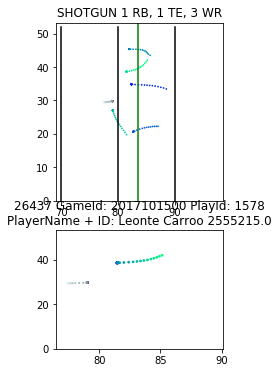 SHOTGUN 1 RB, 1 TE, 3 WR
50
40
30
20
10
0
70 80 90
26437 GameId: 2017101500 PlayId: 1578
PlayerName + ID: Leonte Carroo 2555215.0
40
20
0
80 85 90